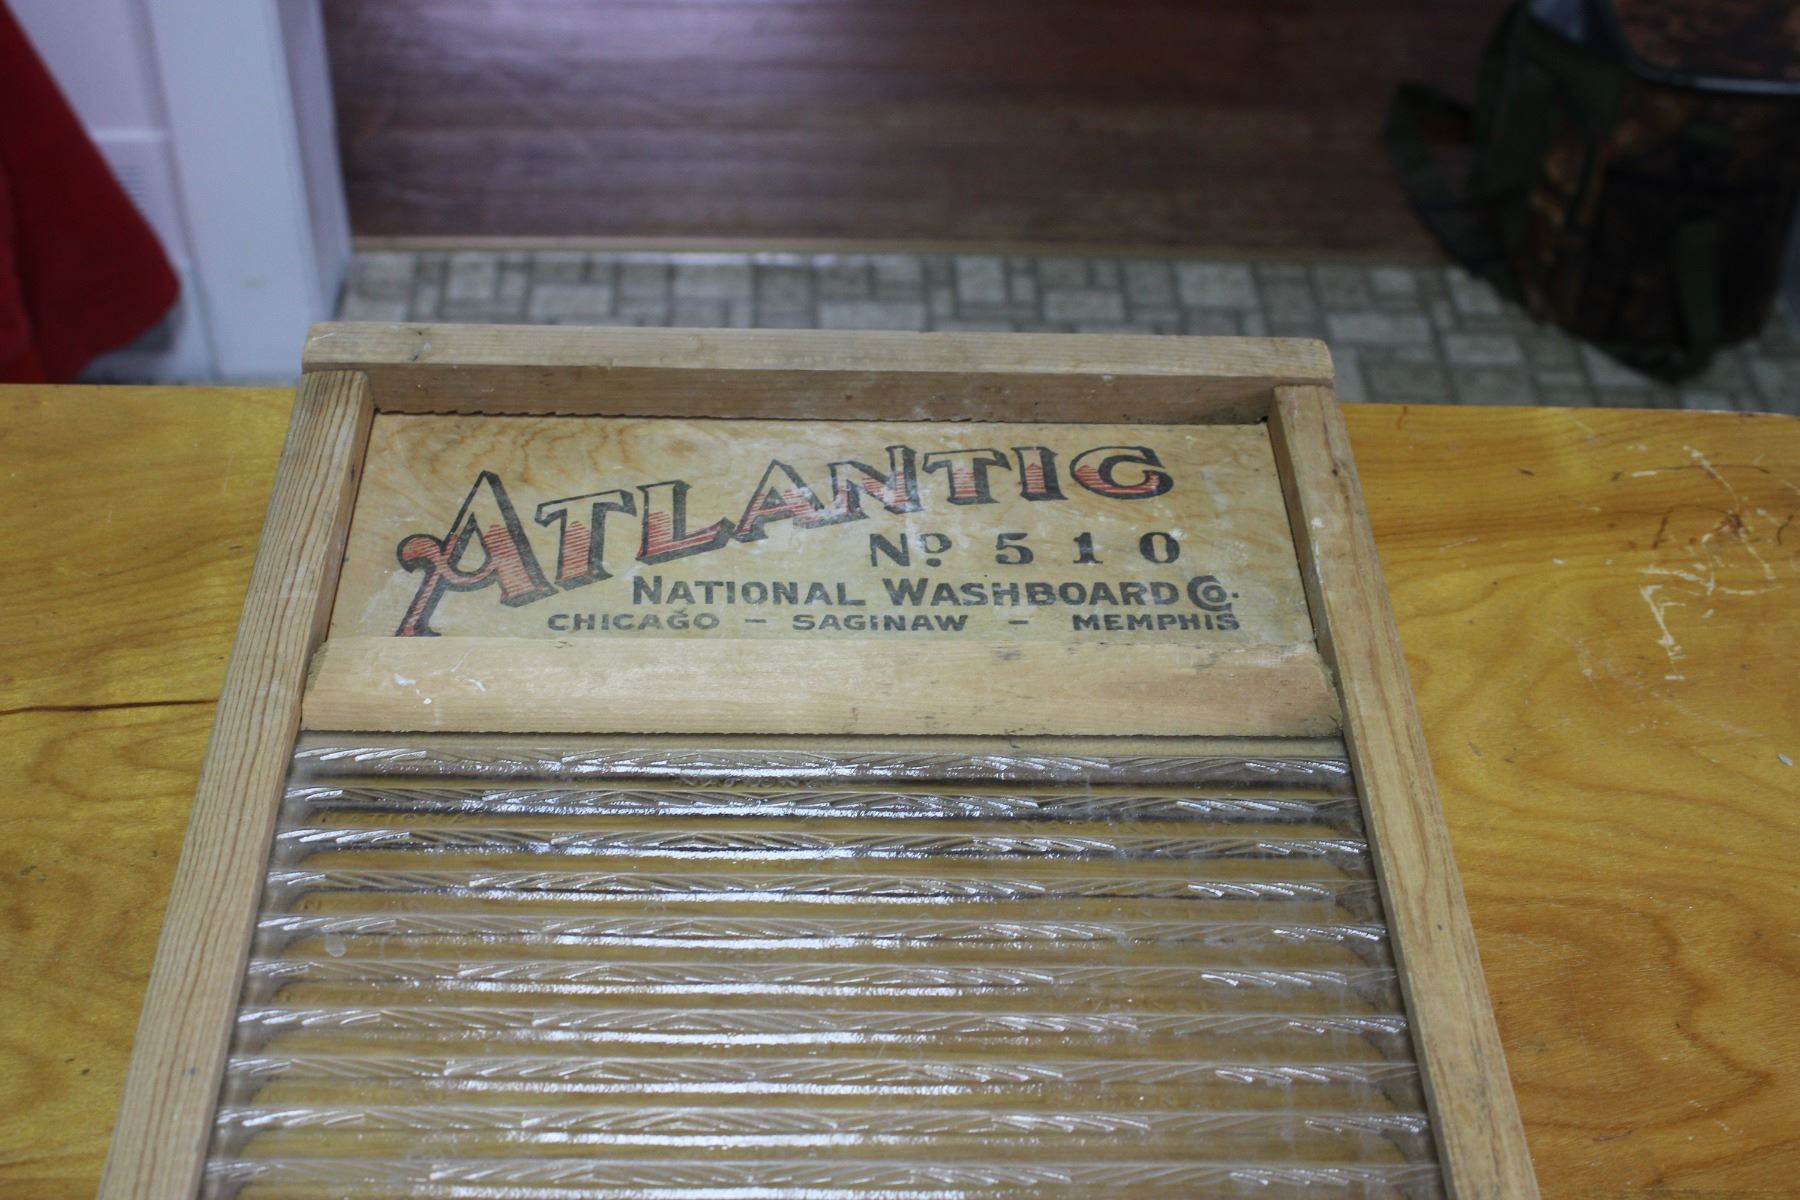 ATLANTIC
No. 510
NATIONAL WASHBOARD Co.
CHICAGO - SAGINAW - MEMPHIS